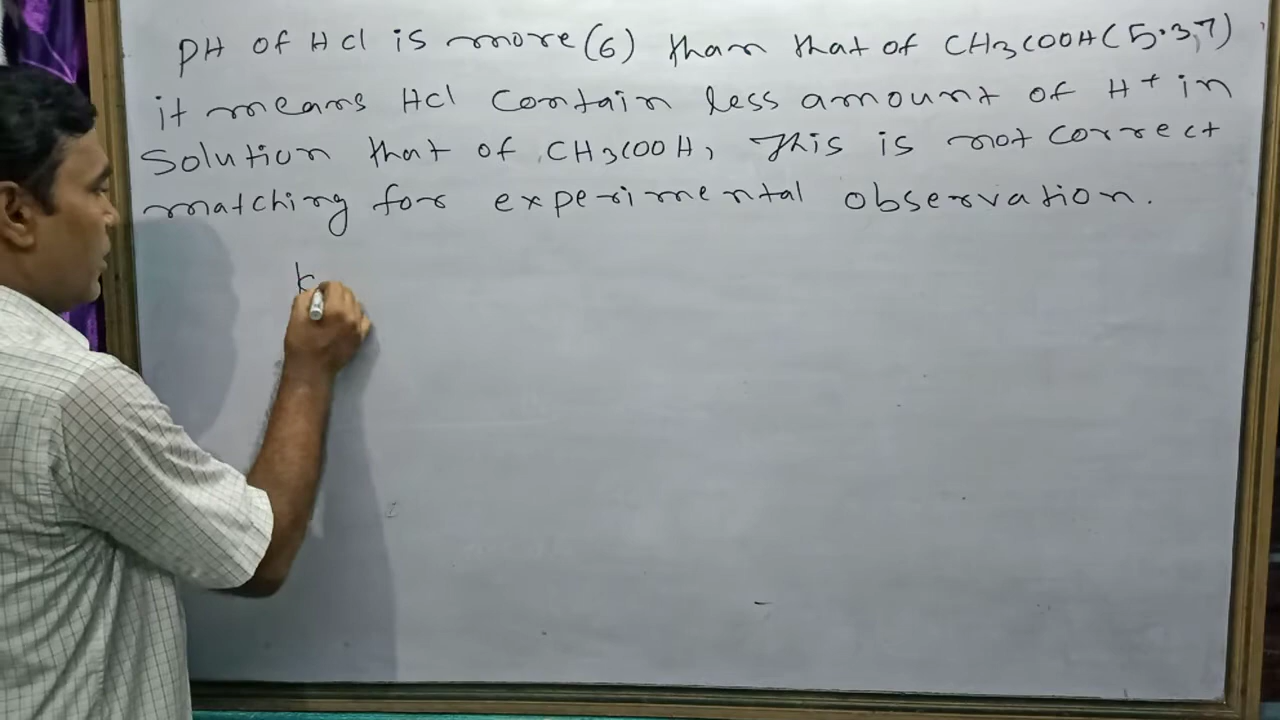 PH of HCl is more (6) than that of CH3COOH (5.37)
it means HCl Contain less amount of H+ in
Solution that of CH3COOH, This is not correct
matching for experimental observation.
k